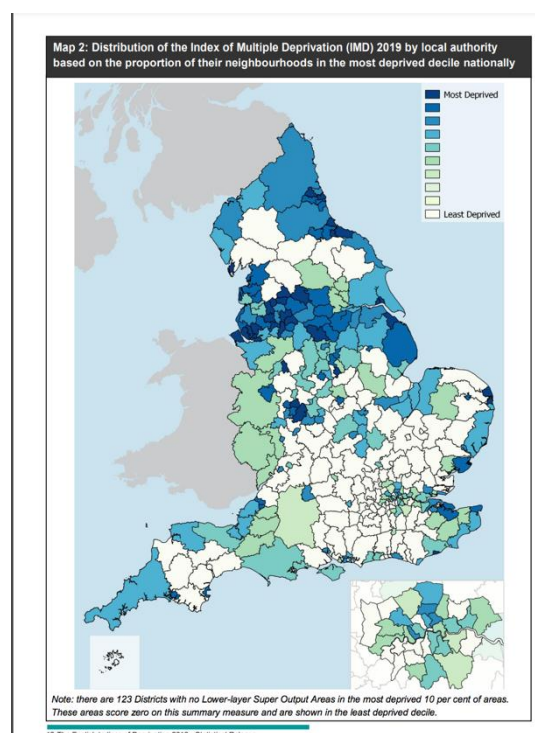 Map 2: Distribution of the Index of Multiple Deprivation (IMD) 2019 by local authority
based on the proportion of their neighbourhoods in the most deprived decile nationally
Most Deprived
Least Deprived
Note: there are 123 Districts with no Lower-layer Super Output Areas in the most deprived 10 per cent of areas.
These areas score zero on this summary measure and are shown in the least deprived decile.